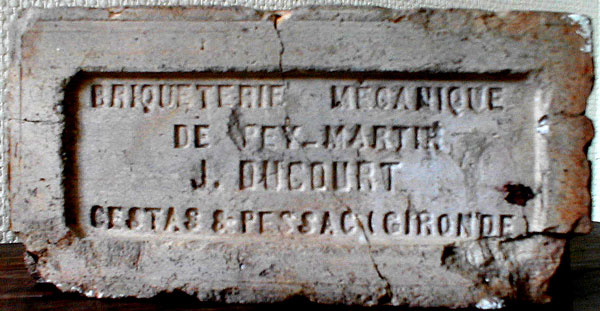 BRIQUETERIE MÉCANIQUE
DE PEY-MARTIN
J. DUCOURT
CESTAS & PESSAC (GIRONDE)